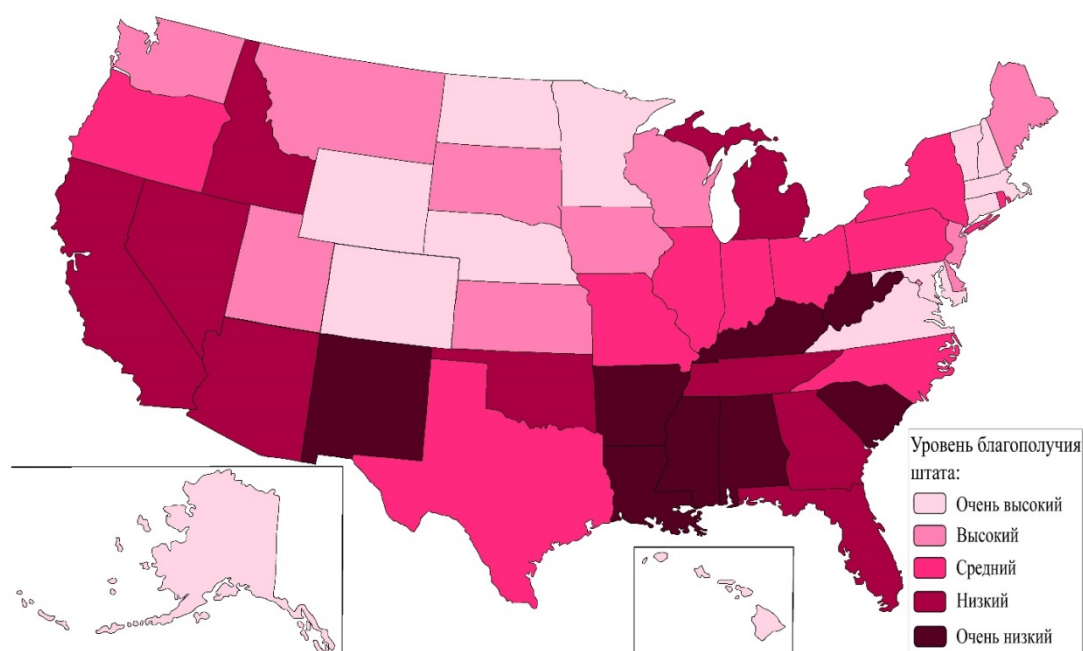 Уровень благополучия
штата:
Очень высокий
Высокий
Средний
Низкий
Очень низкий